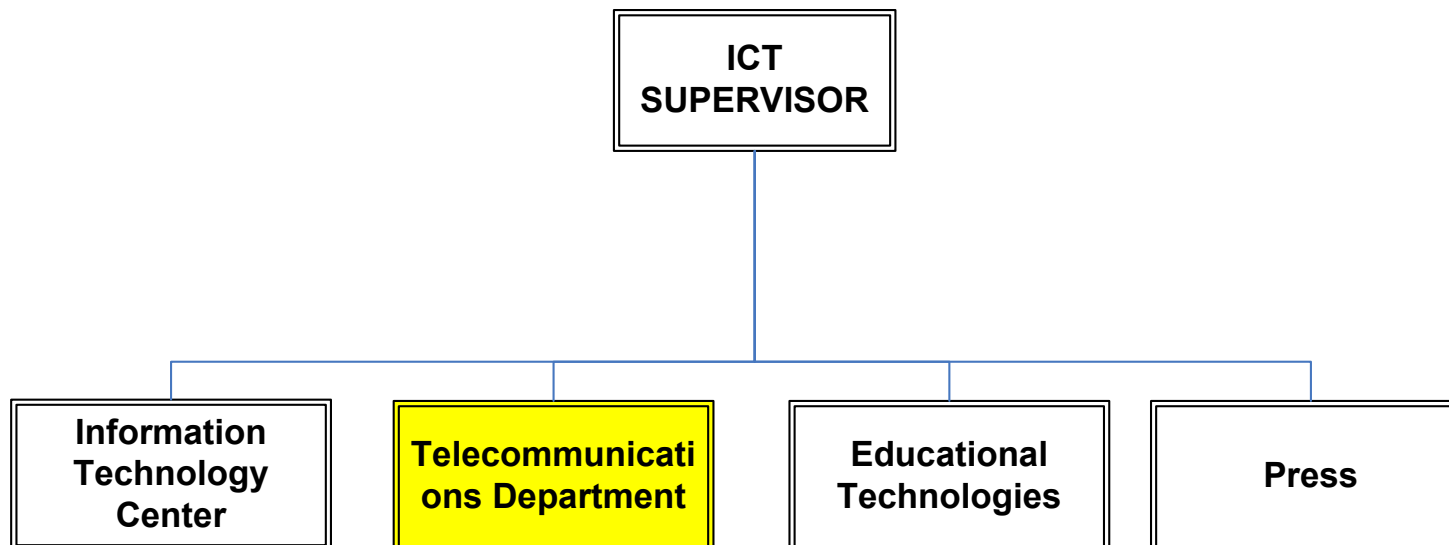 ICT
SUPERVISOR
Information
Technology
Center
Telecommunicati
ons Department
Educational
Technologies
Press